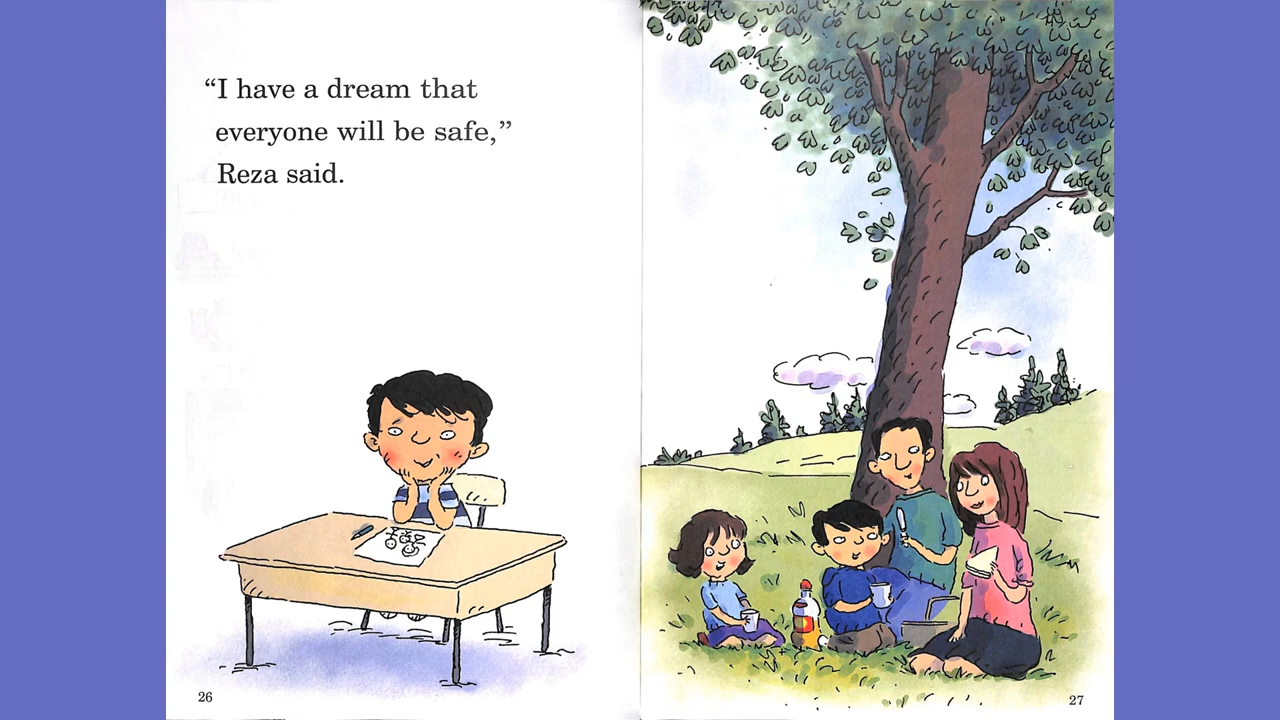 “I have a dream that
everyone will be safe,”
Reza said.
26
27